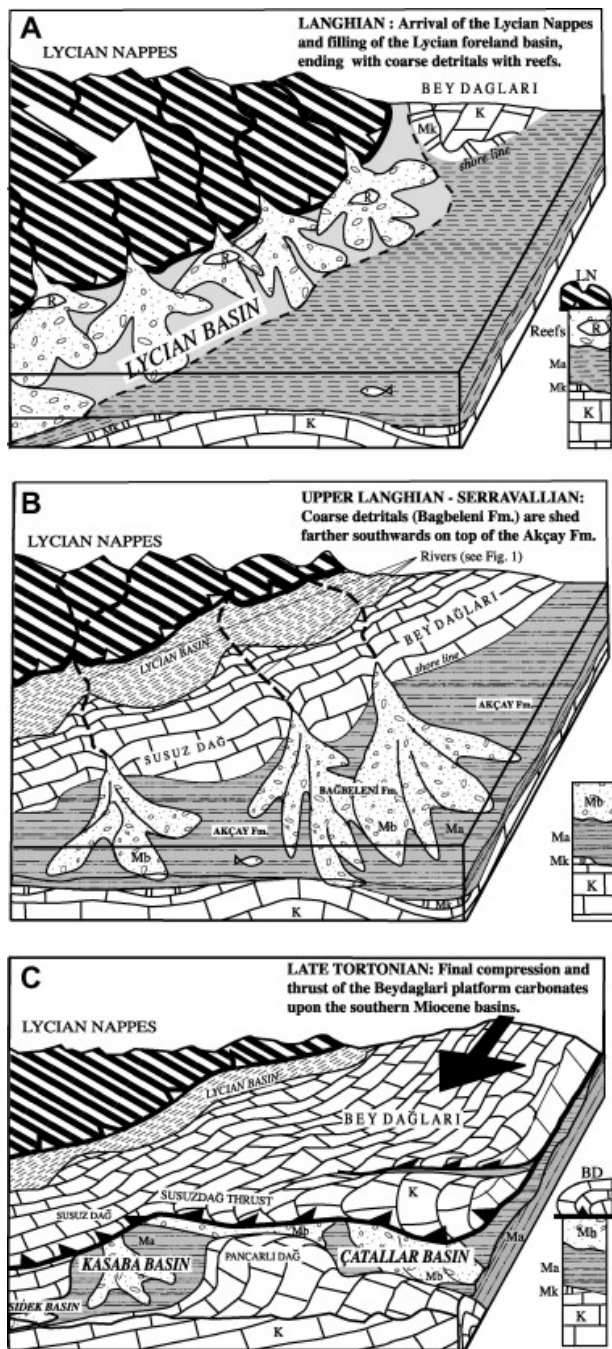 A
LANGHIAN : Arrival of the Lycian Nappes
and filling of the Lycian foreland basin,
ending with coarse detritals with reefs.
LYCIAN NAPPES
BEY DAGLARI
K
Mk
shore line
R
R
R
LYCIAN BASIN
Mk
K
LN
Reefs
R
Ma
Mk
K
B
UPPER LANGHIAN - SERRAVALLIAN:
Coarse detritals (Bagbeleni Fm.) are shed
farther southwards on top of the Akçay Fm.
LYCIAN NAPPES
Rivers (see Fig. 1)
LYCIAN BASIN
BEY DAĞLARI
shore line
SUSUZ DAĞ
AKÇAY Fm.
BAĞBELENİ Fm.
AKÇAY Fm.
Mb
Ma
Mb
K
Mk
Mb
Ma
Mk
K
C
LATE TORTONIAN: Final compression and
thrust of the Beydaglari platform carbonates
upon the southern Miocene basins.
LYCIAN NAPPES
LYCIAN BASIN
BEY DAĞLARI
K
SUSUZDAĞ THRUST
SUSUZ DAĞ
Ma
Mb
Ma
KASABA BASIN
PANCARLI DAĞ
ÇATALLAR BASIN
Mb
SIDEK BASIN
K
BD
Mb
Ma
Mk
K